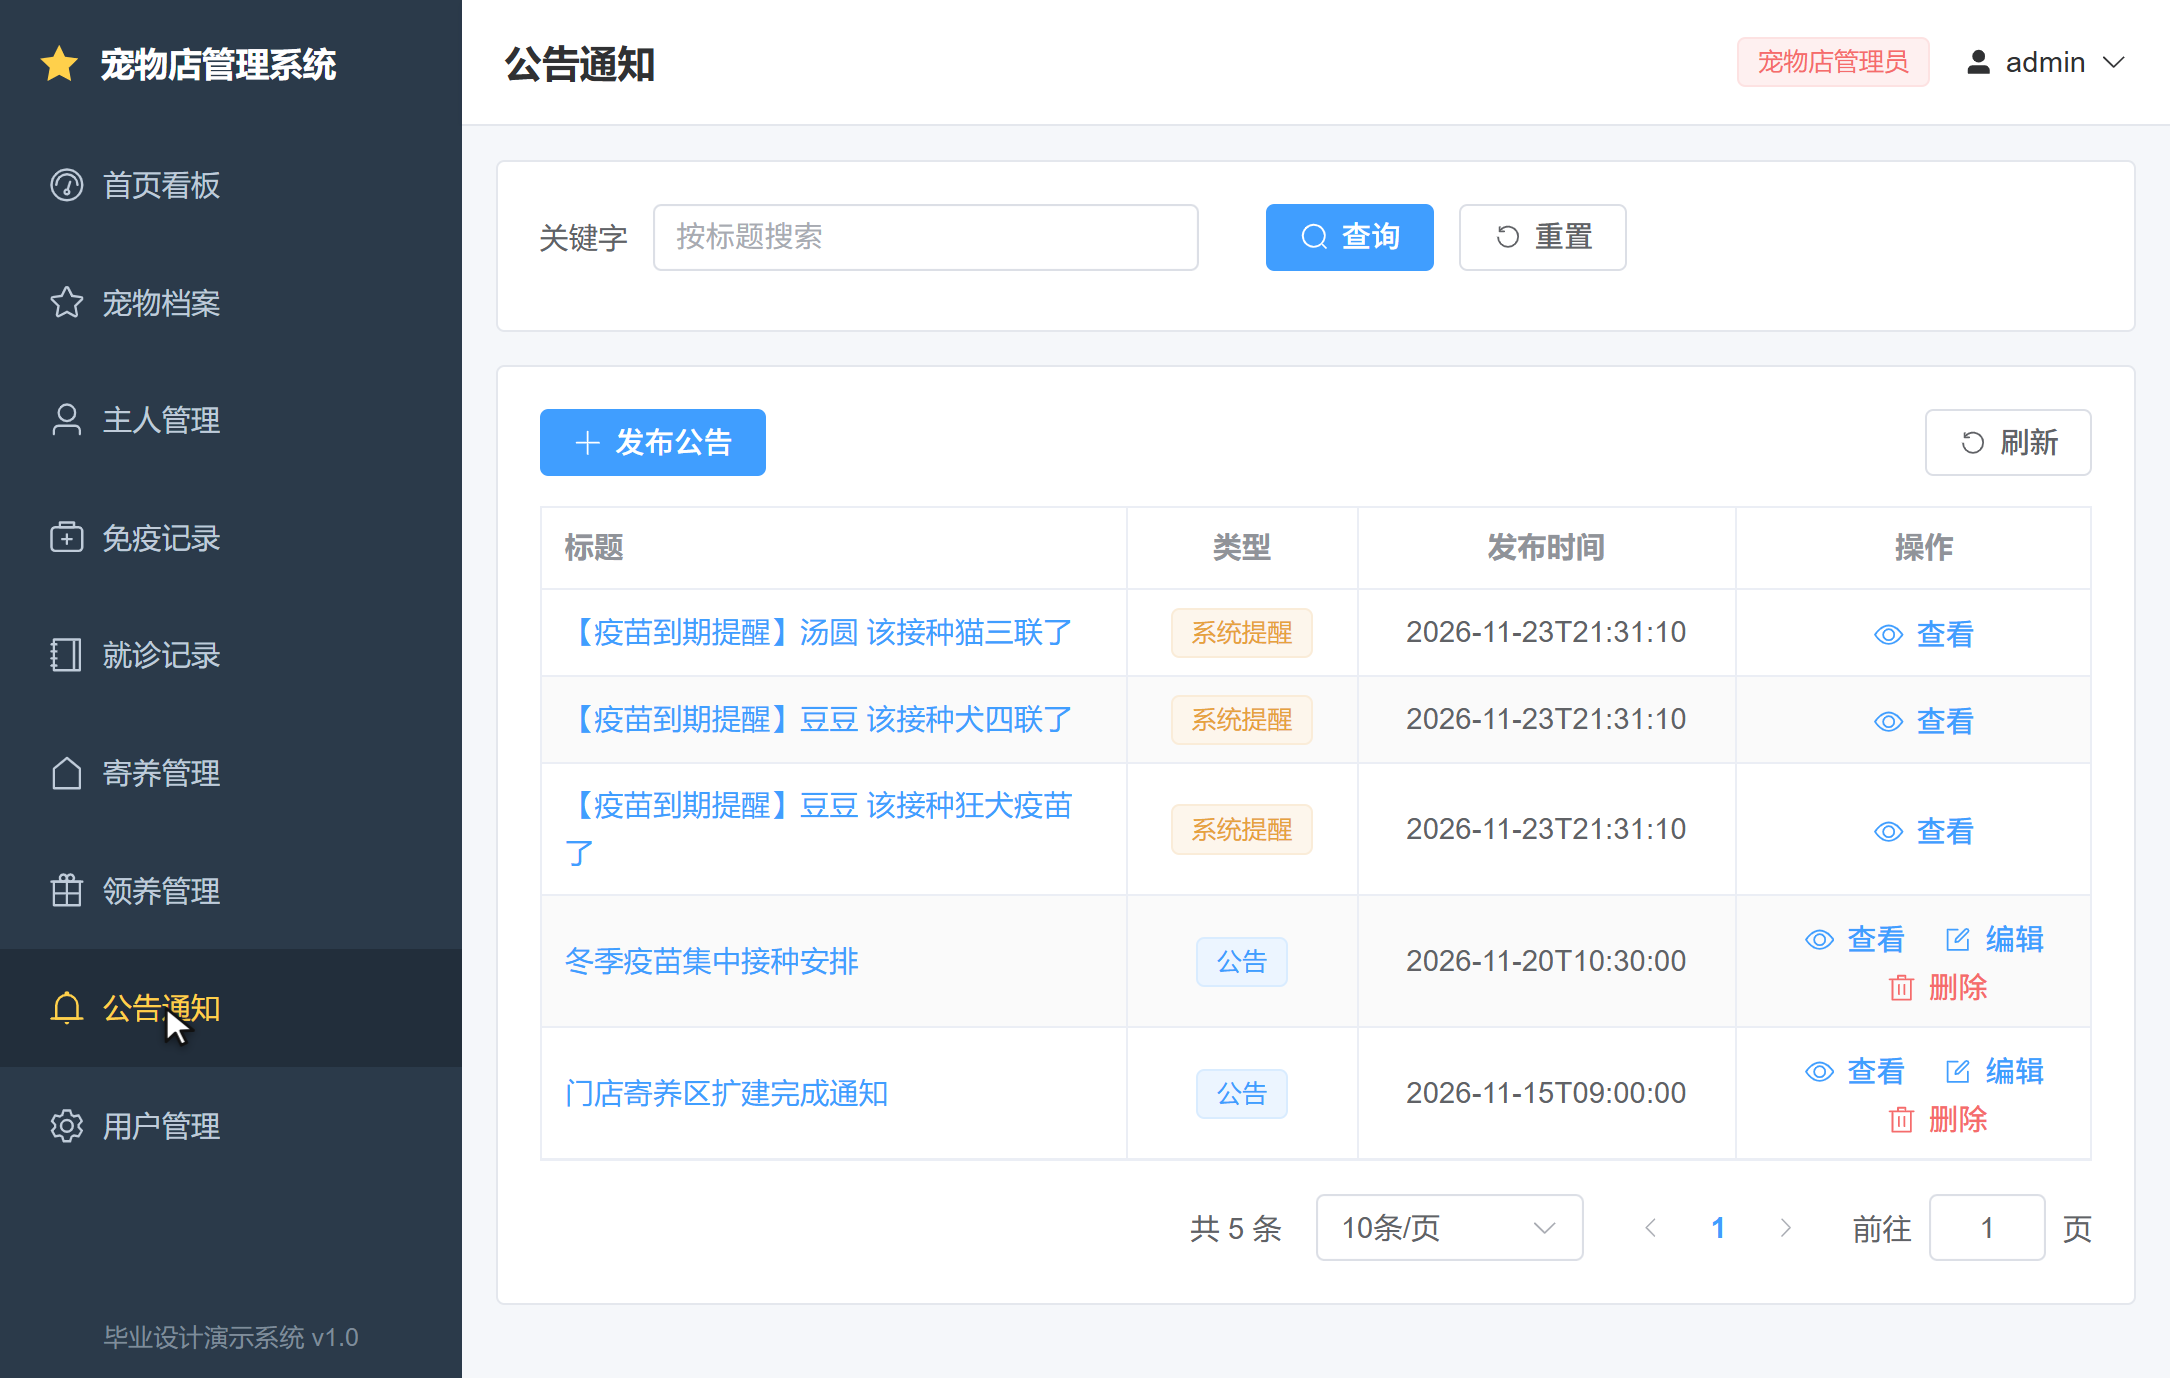 宠物店管理系统
首页看板
宠物档案
主人管理
免疫记录
就诊记录
寄养管理
领养管理
公告通知
用户管理
毕业设计演示系统 v1.0
公告通知
宠物店管理员
admin
关键字
按标题搜索
查询
重置
发布公告
刷新
标题 类型 发布时间 操作
【疫苗到期提醒】汤圆 该接种猫三联了 系统提醒 2026-11-23T21:31:10 查看
【疫苗到期提醒】豆豆 该接种犬四联了 系统提醒 2026-11-23T21:31:10 查看
【疫苗到期提醒】豆豆 该接种狂犬疫苗
了 系统提醒 2026-11-23T21:31:10 查看
冬季疫苗集中接种安排 公告 2026-11-20T10:30:00 查看 编辑
删除
门店寄养区扩建完成通知 公告 2026-11-15T09:00:00 查看 编辑
删除
共 5 条 10条/页 1 前往 1 页